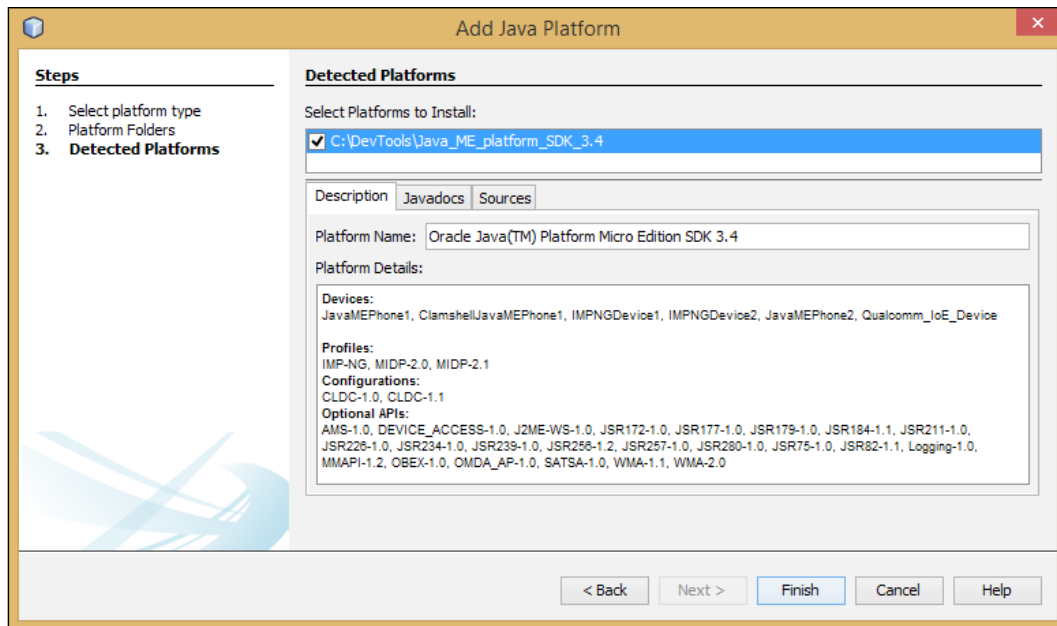 Add Java Platform
Steps
1. Select platform type
2. Platform Folders
3. Detected Platforms
Detected Platforms
Select Platforms to Install:
C:\DevTools\Java_ME_platform_SDK_3.4
Description Javadocs Sources
Platform Name: Oracle Java(TM) Platform Micro Edition SDK 3.4
Platform Details:
Devices:
JavaMEPhone1, ClamshellJavaMEPhone1, IMPNGDevice1, IMPNGDevice2, JavaMEPhone2, Qualcomm_IoE_Device
Profiles:
IMP-NG, MIDP-2.0, MIDP-2.1
Configurations:
CLDC-1.0, CLDC-1.1
Optional APIs:
AMS-1.0, DEVICE_ACCESS-1.0, J2ME-WS-1.0, JSR172-1.0, JSR177-1.0, JSR179-1.0, JSR184-1.1, JSR211-1.0,
JSR226-1.0, JSR234-1.0, JSR239-1.0, JSR256-1.2, JSR257-1.0, JSR280-1.0, JSR75-1.0, JSR82-1.1, Logging-1.0,
MMAPI-1.2, OBEX-1.0, OMDA_AP-1.0, SATSA-1.0, WMA-1.1, WMA-2.0
< Back Next > Finish Cancel Help